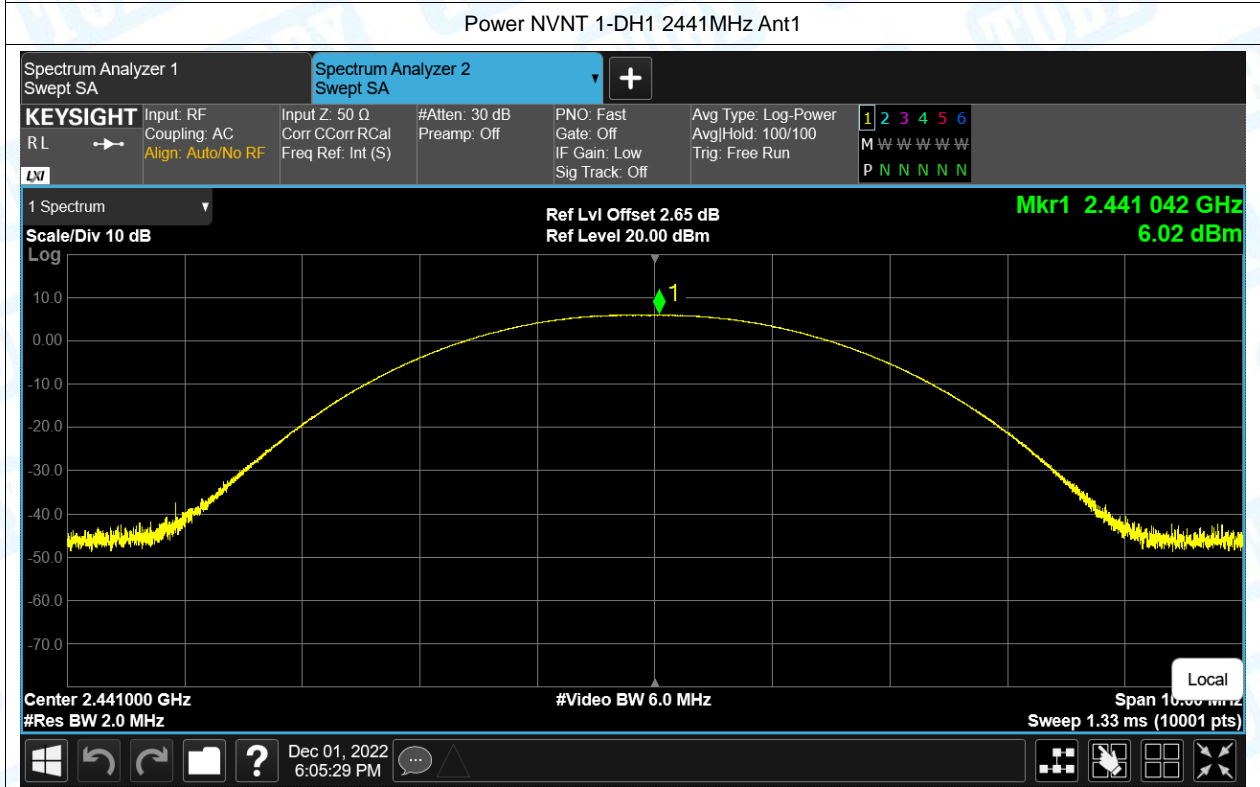 Power NVNT 1-DH1 2441MHz Ant1
Spectrum Analyzer 1
Swept SA
Spectrum Analyzer 2
Swept SA
KEYSIGHT
R L
LXI
Input: RF
Coupling: AC
Align: Auto/No RF
Input Z: 50 Ω
Corr CCorr RCal
Freq Ref: Int (S)
#Atten: 30 dB
Preamp: Off
PNO: Fast
Gate: Off
IF Gain: Low
Sig Track: Off
Avg Type: Log-Power
Avg|Hold: 100/100
Trig: Free Run
1 2 3 4 5 6
M W W W W W
P N N N N N
1 Spectrum
Scale/Div 10 dB
Log
Ref Lvl Offset 2.65 dB
Ref Level 20.00 dBm
Mkr1 2.441 042 GHz
6.02 dBm
1
10.0
0.00
-10.0
-20.0
-30.0
-40.0
-50.0
-60.0
-70.0
Local
Center 2.441000 GHz
#Res BW 2.0 MHz
#Video BW 6.0 MHz
Span 10.00 MHz
Sweep 1.33 ms (10001 pts)
?
Dec 01, 2022
6:05:29 PM